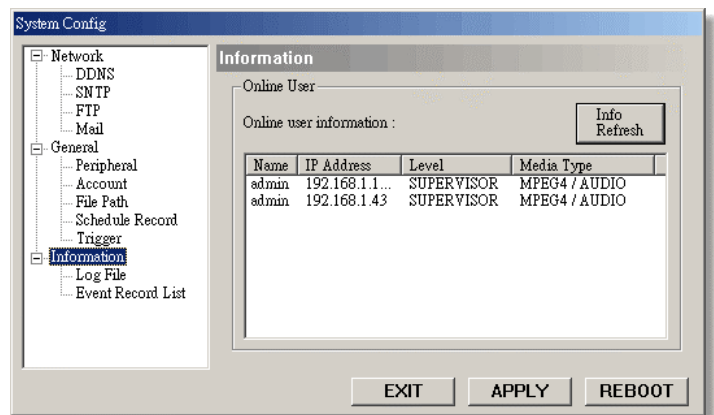 System Config
Network
DDNS
SNTP
FTP
Mail
General
Peripheral
Account
File Path
Schedule Record
Trigger
Information
Log File
Event Record List
Information
Online User
Online user information :
Info
Refresh
Name IP Address Level Media Type
admin 192.168.1.1... SUPERVISOR MPEG4 / AUDIO
admin 192.168.1.43 SUPERVISOR MPEG4 / AUDIO
EXIT APPLY REBOOT